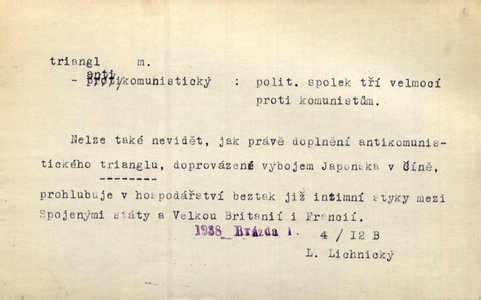 triangl m.
anti
- proti/komunistický : polit. spolek tří velmocí
proti komunistům.
Nelze také nevidět, jak právě doplnění antikomunis-
tického trianglu, doprovázené výbojem Japonska v Číně,
prohlubuje v hospodářství beztak již intimní styky mezi
Spojenými státy a Velkou Britanií i Francií.
1938 Brázda 1. 4 / 12 B
L. Lichnický